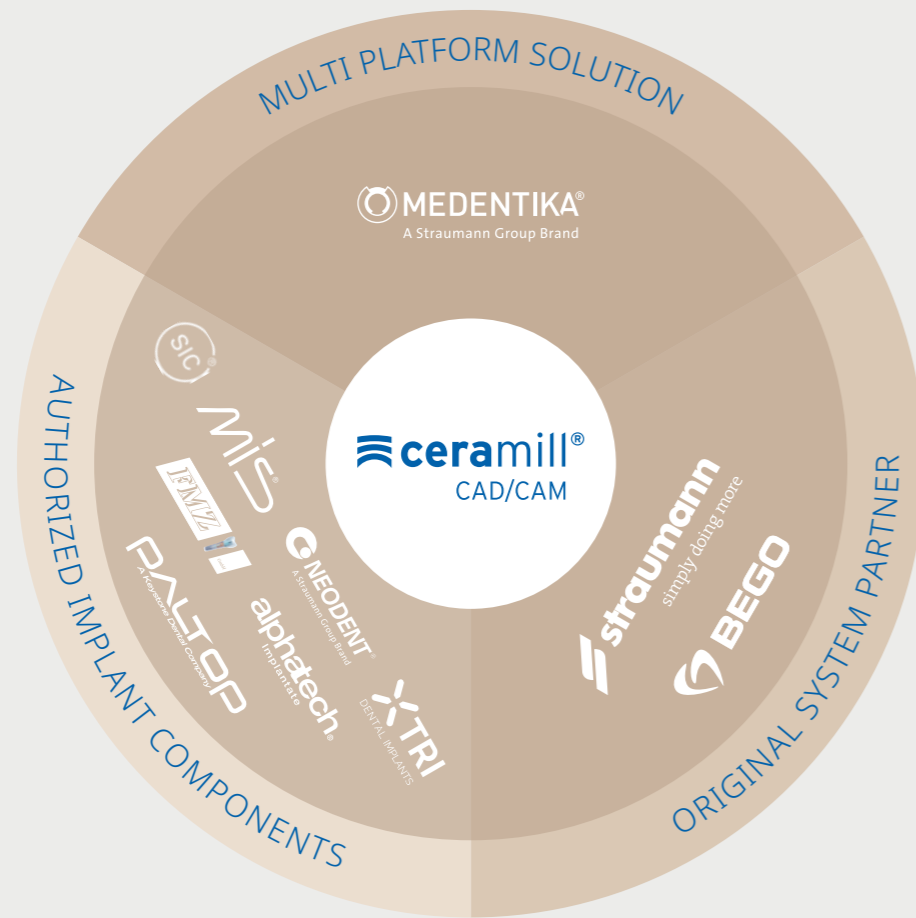 MULTI PLATFORM SOLUTION
MEDENTIKA®
A Straumann Group Brand
ceramill®
CAD/CAM
AUTHORIZED IMPLANT COMPONENTS
SIC®
MIS®
FMZ
PALTOP
A Keystone Dental Company
NEODENT®
A Straumann Group Brand
alphatech®
Implantate
TRI
DENTAL IMPLANTS
ORIGINAL SYSTEM PARTNER
straumann
simply doing more
BEGO